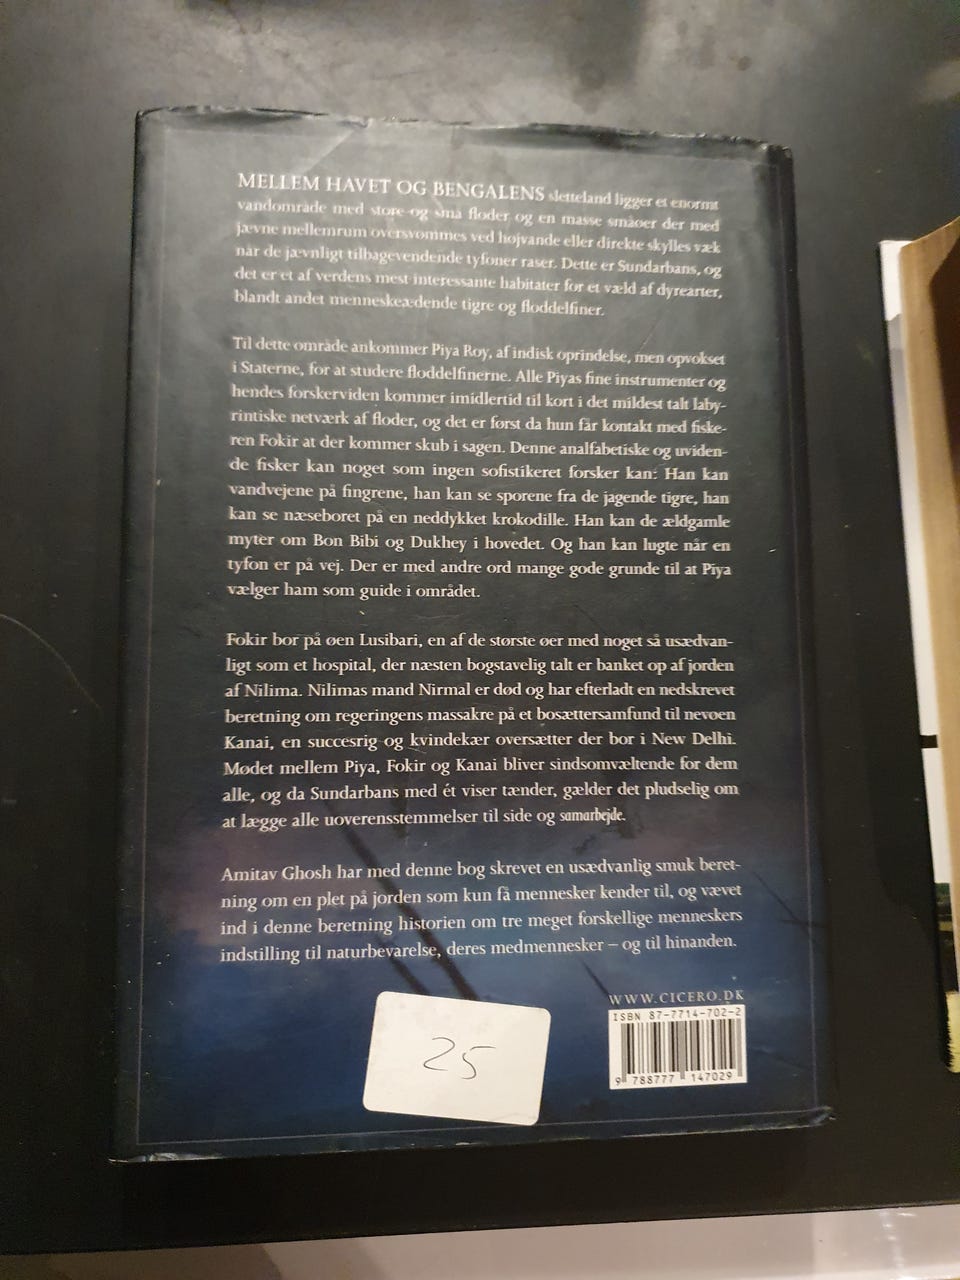 MELLEM HAVET OG BENGALENS sletteland ligger et enormt
vandområde med store og små floder og en masse småøer der med
jævne mellemrum oversvømmes ved højvande eller direkte skylles væk
når de jævnligt tilbagevendende tyfoner raser. Dette er Sundarbans, og
det er et af verdens mest interessante habitater for et væld af dyrearter,
blandt andet menneskeædende tigre og floddelfiner.
Til dette område ankommer Piya Roy, af indisk oprindelse, men opvokset
i Staterne, for at studere floddelfinerne. Alle Piyas fine instrumenter og
hendes forskerviden kommer imidlertid til kort i det mildest talt laby-
rintiske netværk af floder, og det er først da hun får kontakt med fiske-
ren Fokir at der kommer skub i sagen. Denne analfabetiske og uviden-
de fisker kan noget som ingen sofistikeret forsker kan: Han kan
vandvejene på fingrene, han kan se sporene fra de jagende tigre, han
kan se næseboret på en neddykket krokodille. Han kan de ældgamle
myter om Bon Bibi og Dukhey i hovedet. Og han kan lugte når en
tyfon er på vej. Der er med andre ord mange gode grunde til at Piya
vælger ham som guide i området.
Fokir bor på øen Lusibari, en af de største øer med noget så usædvan-
ligt som et hospital, der næsten bogstavelig talt er banket op af jorden
af Nilima. Nilimas mand Nirmal er død og har efterladt en nedskrevet
beretning om regeringens massakre på et bosættersamfund til nevøen
Kanai, en succesrig og kvindekær oversætter der bor i New Delhi.
Mødet mellem Piya, Fokir og Kanai bliver sindsomvæltende for dem
alle, og da Sundarbans med ét viser tænder, gælder det pludselig om
at lægge alle uoverensstemmelser til side og samarbejde.
Amitav Ghosh har med denne bog skrevet en usædvanlig smuk beret-
ning om en plet på jorden som kun få mennesker kender til, og vævet
ind i denne beretning historien om tre meget forskellige menneskers
indstilling til naturbevarelse, deres medmennesker – og til hinanden.
WWW.CICERO.DK
ISBN 87-7714-702-2
9 788777 147029
25